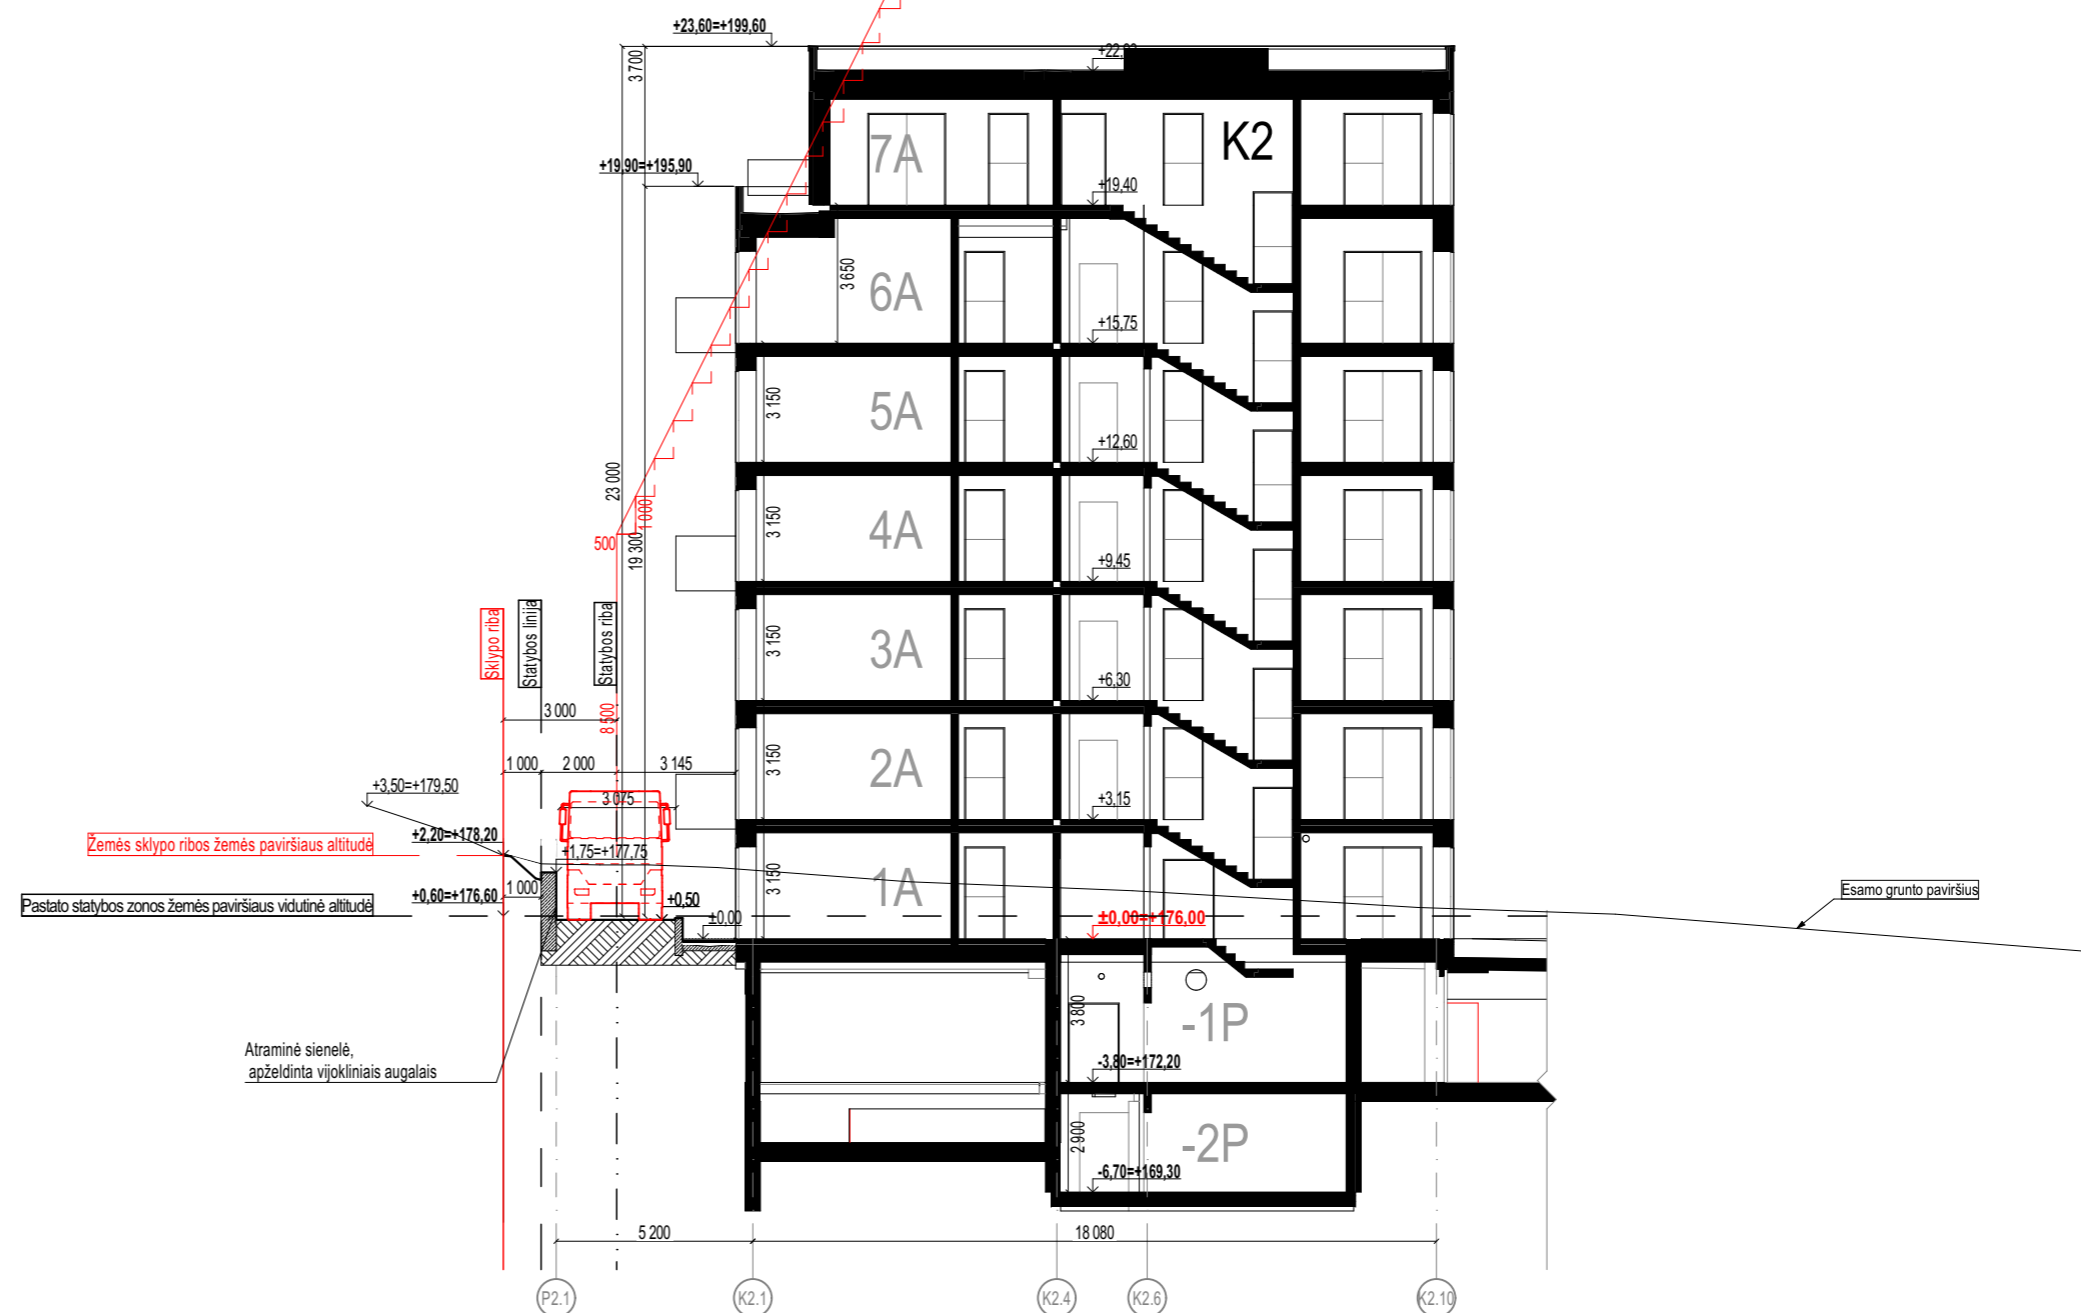 +23,60=+199,60
3 700
7A
K2
+19,90=+195,90
+19,40
3 650
6A
+15,75
3 150
5A
+12,60
23 000
1 000
500
19 300
3 150
4A
+9,45
Sklypo riba
Statybos linija
Statybos riba
3 150
3A
+6,30
3 000
8 500
1 000
2 000
3 145
3 150
2A
+3,15
+3,50=+179,50
3 075
Žemės sklypo ribos žemės paviršiaus altitudė
+2,20=+178,20
+1,75=+177,75
3 150
1A
Pastato statybos zonos žemės paviršiaus vidutinė altitudė
+0,60=+176,60
1 000
+0,50
±0,00
±0,00=+176,00
Esamo grunto paviršius
3 800
-1P
Atraminė sienelė,
apželdinta vijokliniais augalais
-3,80=+172,20
2 900
-2P
-6,70=+169,30
5 200
18 080
P2.1
K2.1
K2.4
K2.6
K2.10